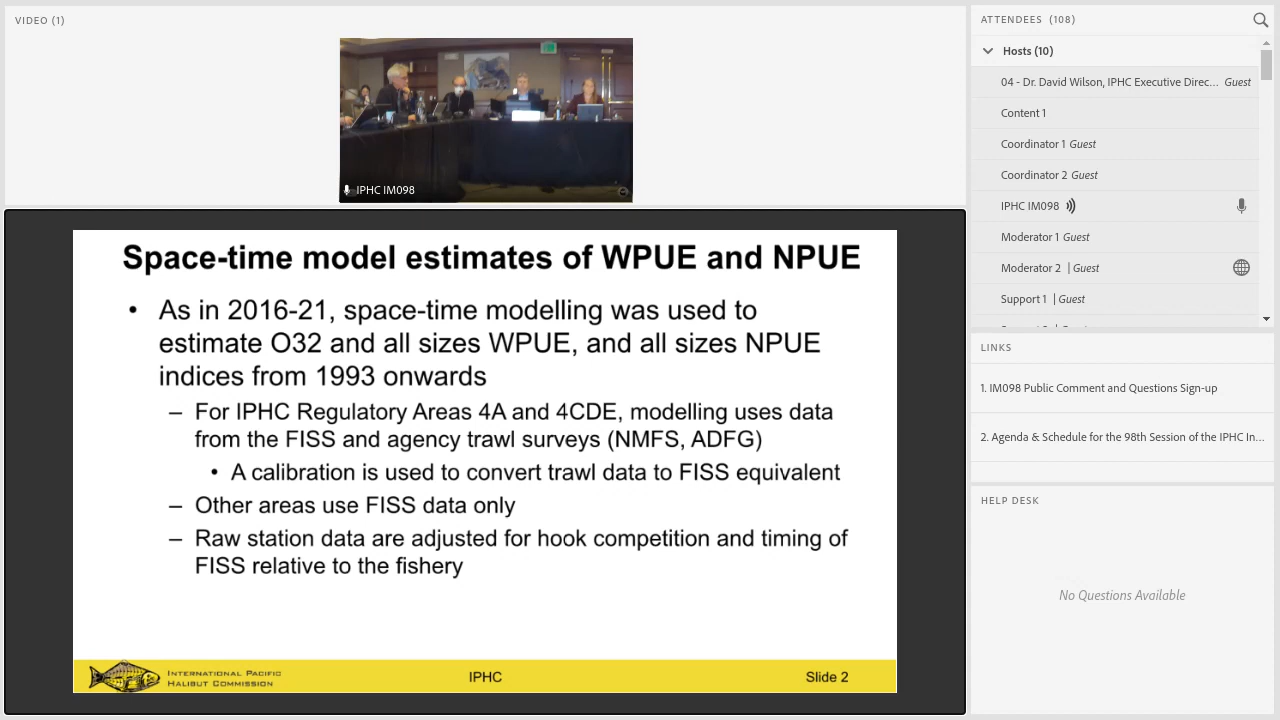 VIDEO (1)
IPHC IM098
Space-time model estimates of WPUE and NPUE
• As in 2016-21, space-time modelling was used to
estimate O32 and all sizes WPUE, and all sizes NPUE
indices from 1993 onwards
– For IPHC Regulatory Areas 4A and 4CDE, modelling uses data
from the FISS and agency trawl surveys (NMFS, ADFG)
• A calibration is used to convert trawl data to FISS equivalent
– Other areas use FISS data only
– Raw station data are adjusted for hook competition and timing of
FISS relative to the fishery
INTERNATIONAL PACIFIC
HALIBUT COMMISSION
IPHC
Slide 2
ATTENDEES (108)
Hosts (10)
04 - Dr. David Wilson, IPHC Executive Direc... Guest
Content 1
Coordinator 1 Guest
Coordinator 2 Guest
IPHC IM098
Moderator 1 Guest
Moderator 2 | Guest
Support 1 | Guest
LINKS
1. IM098 Public Comment and Questions Sign-up
2. Agenda & Schedule for the 98th Session of the IPHC In...
HELP DESK
No Questions Available